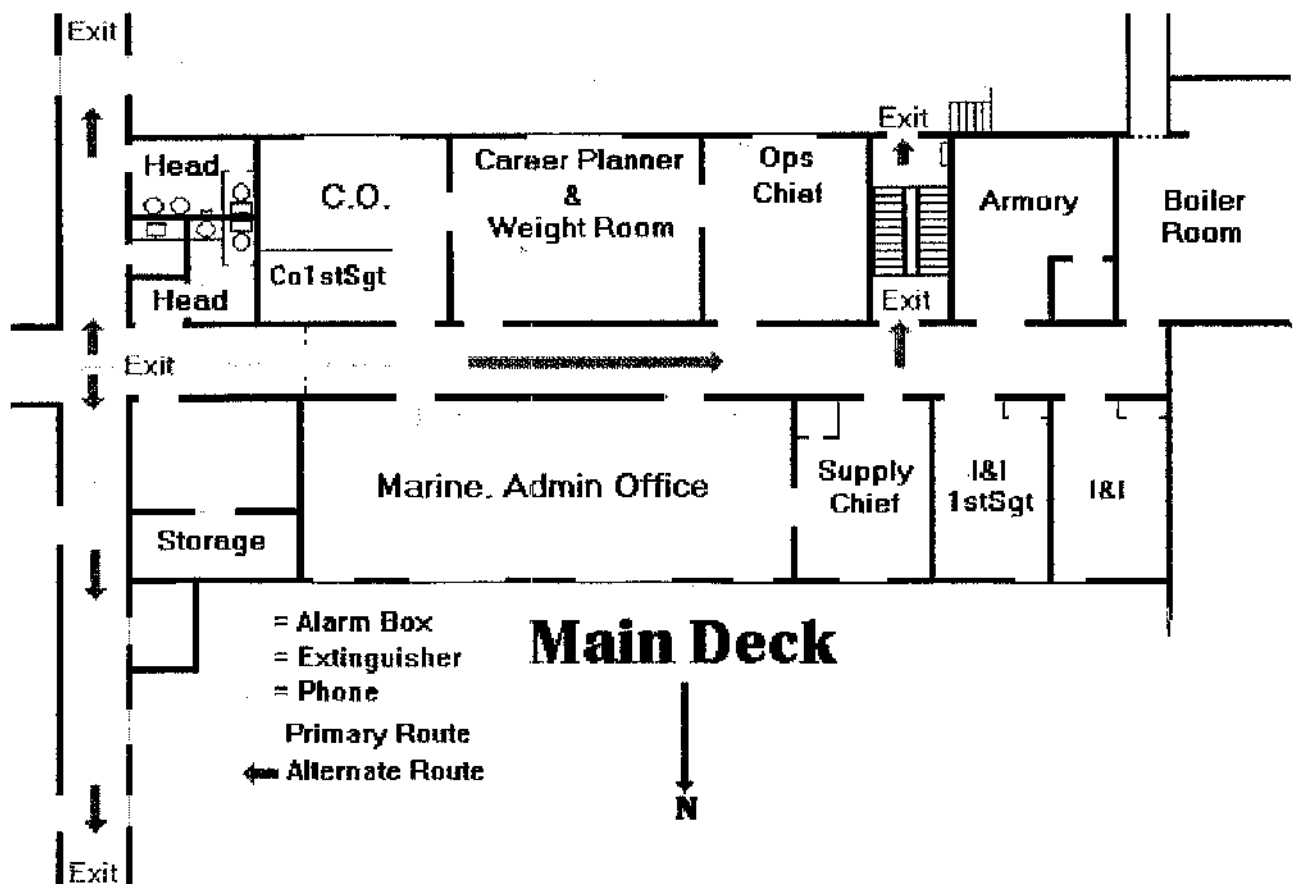 Exit
Exit
Head
C.O.
Career Planner
&
Weight Room
Ops
Chief
Armory
Boiler
Room
Co1stSgt
Head
Exit
Exit
Marine. Admin Office
Supply
Chief
I&I
1stSgt
I&I
Storage
= Alarm Box
= Extinguisher
= Phone
Primary Route
Alternate Route
Main Deck
N
Exit